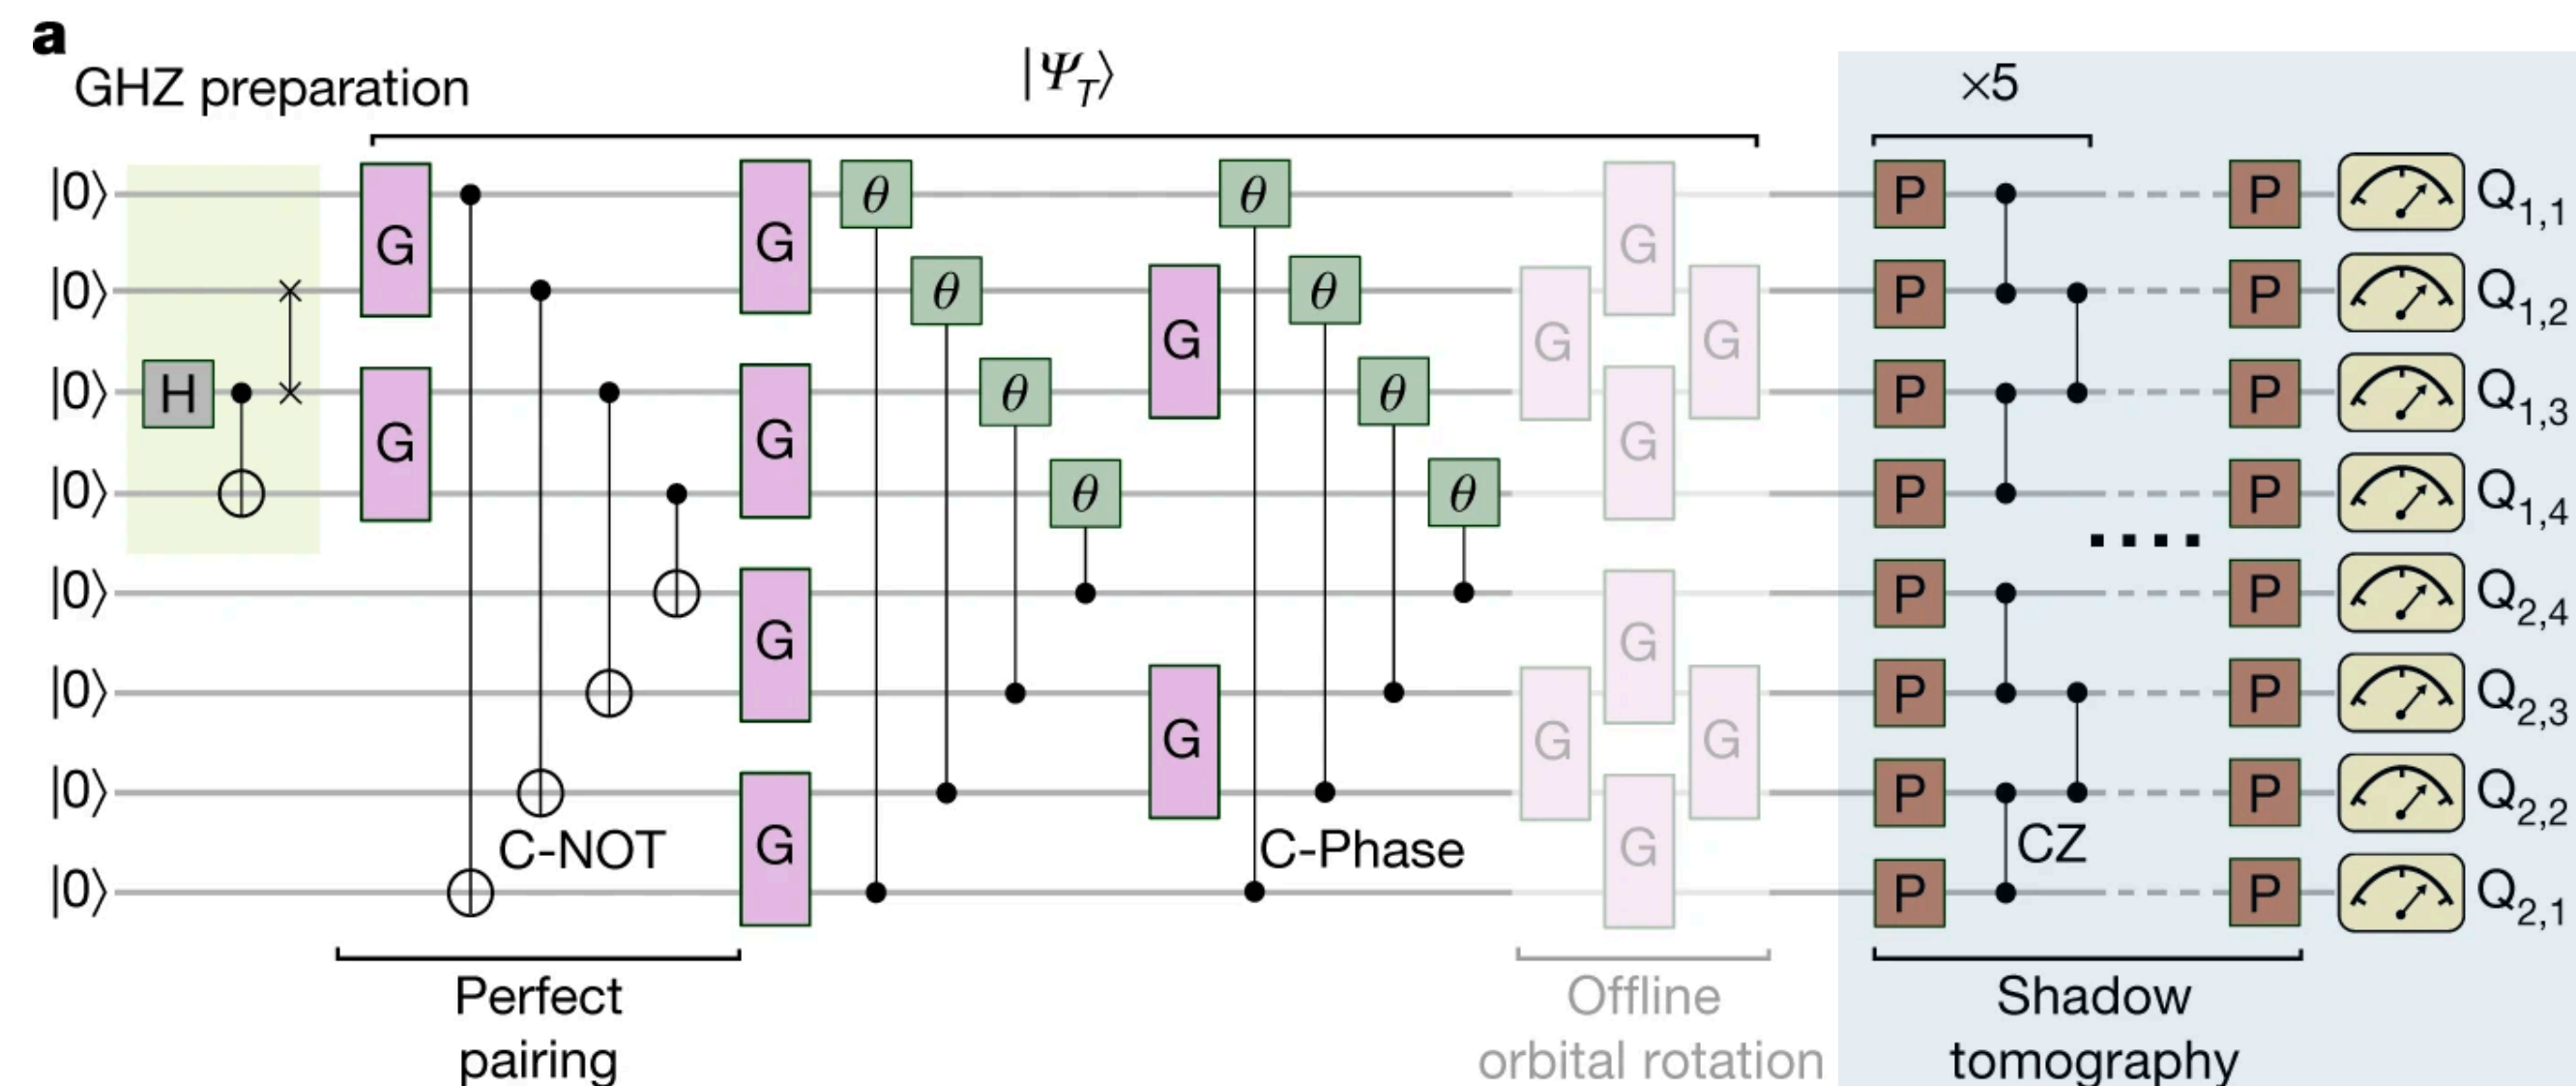 a
GHZ preparation
|Ψ_T⟩
×5
|0⟩ G G θ θ P P Q1,1
|0⟩ θ G θ G G G P P Q1,2
|0⟩ H G G θ θ G P P Q1,3
|0⟩ θ θ P P Q1,4
|0⟩ G G P P Q2,4
|0⟩ G G G P P Q2,3
|0⟩ G G P P Q2,2
C-NOT C-Phase CZ
|0⟩ P P Q2,1
Perfect
pairing
Offline
orbital rotation
Shadow
tomography